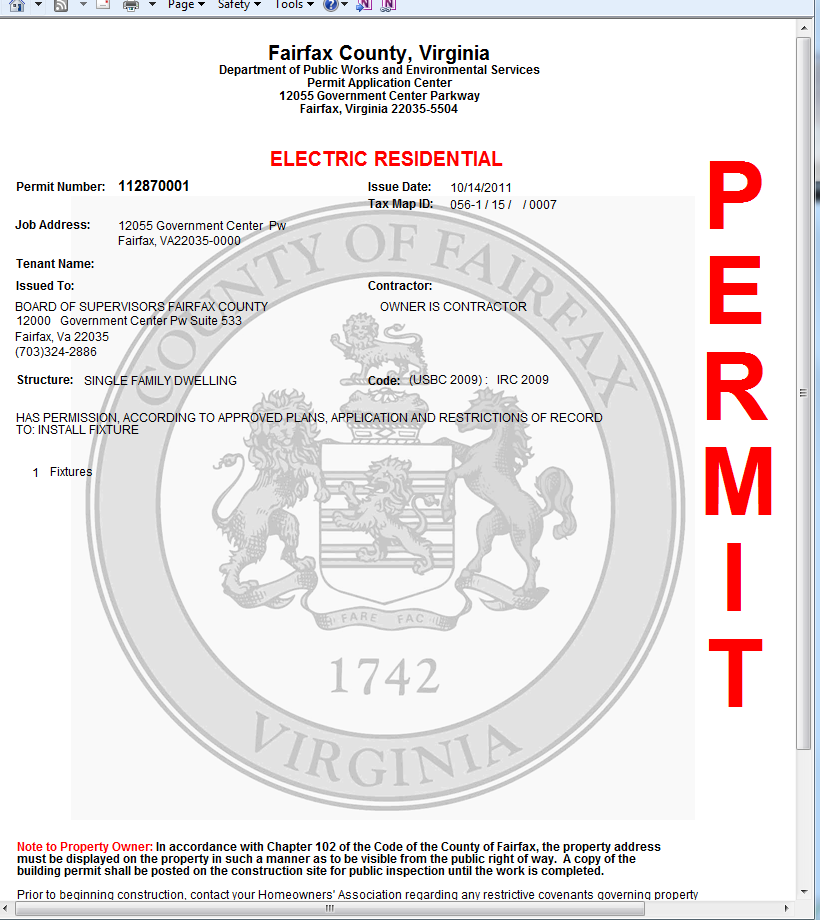 Page Safety Tools
Fairfax County, Virginia
Department of Public Works and Environmental Services
Permit Application Center
12055 Government Center Parkway
Fairfax, Virginia 22035-5504
ELECTRIC RESIDENTIAL
PERMIT
Permit Number: 112870001 Issue Date: 10/14/2011
Tax Map ID: 056-1 / 15 / / 0007
Job Address: 12055 Government Center Pw
Fairfax, VA22035-0000
Tenant Name:
Issued To: Contractor:
BOARD OF SUPERVISORS FAIRFAX COUNTY OWNER IS CONTRACTOR
12000 Government Center Pw Suite 533
Fairfax, Va 22035
(703)324-2886
Structure: SINGLE FAMILY DWELLING Code: (USBC 2009) : IRC 2009
HAS PERMISSION, ACCORDING TO APPROVED PLANS, APPLICATION AND RESTRICTIONS OF RECORD
TO: INSTALL FIXTURE
1 Fixtures
COUNTY OF FAIRFAX
FARE FAC
1742
VIRGINIA
Note to Property Owner: In accordance with Chapter 102 of the Code of the County of Fairfax, the property address
must be displayed on the property in such a manner as to be visible from the public right of way. A copy of the
building permit shall be posted on the construction site for public inspection until the work is completed.
Prior to beginning construction, contact your Homeowners' Association regarding any restrictive covenants governing property